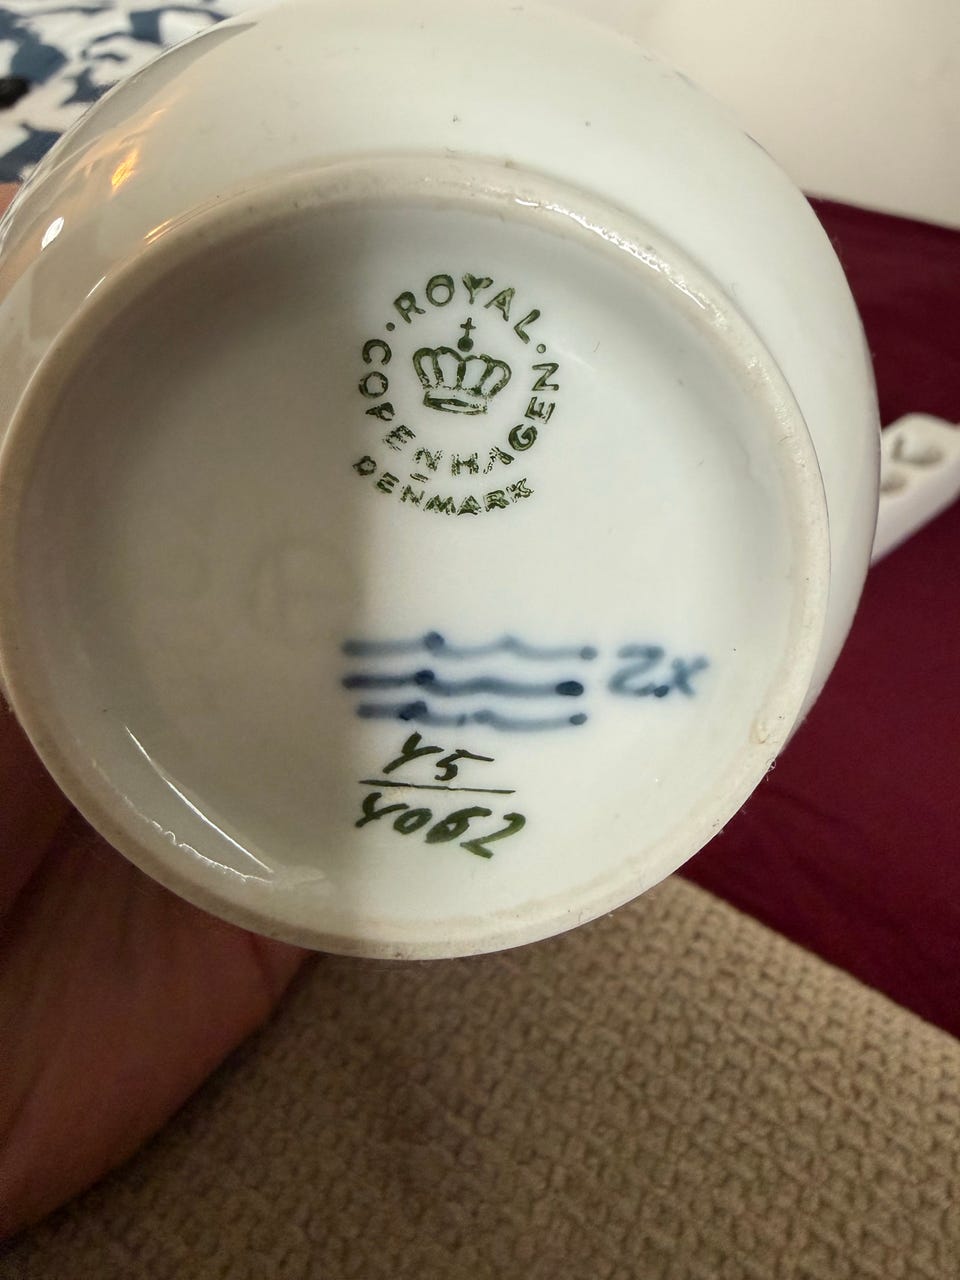 ROYAL
COPENHAGEN
DENMARK
2x
45
4062